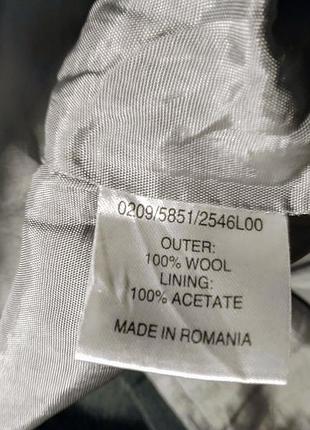 0209/5851/2546L00
OUTER:
100% WOOL
LINING:
100% ACETATE
MADE IN ROMANIA